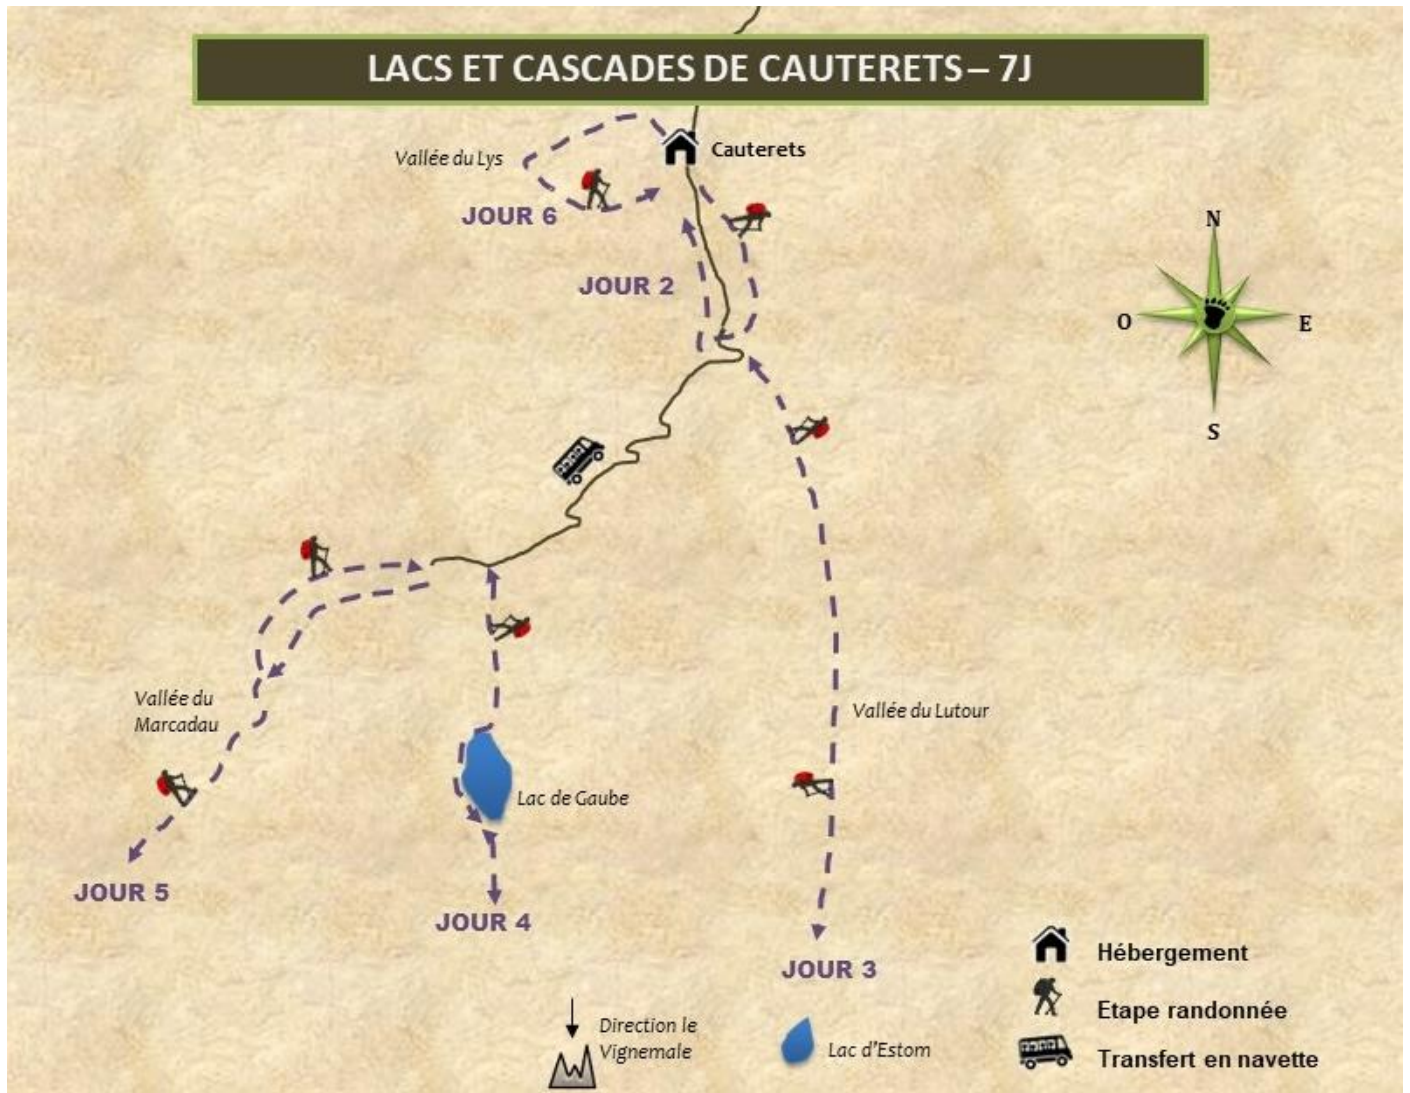 LACS ET CASCADES DE CAUTERETS – 7J
Vallée du Lys
Cauterets
JOUR 6
JOUR 2
N
O
E
S
Vallée du
Marcadau
Vallée du Lutour
Lac de Gaube
JOUR 5
JOUR 4
JOUR 3
Hébergement
Etape randonnée
Transfert en navette
Direction le
Vignemale
Lac d'Estom